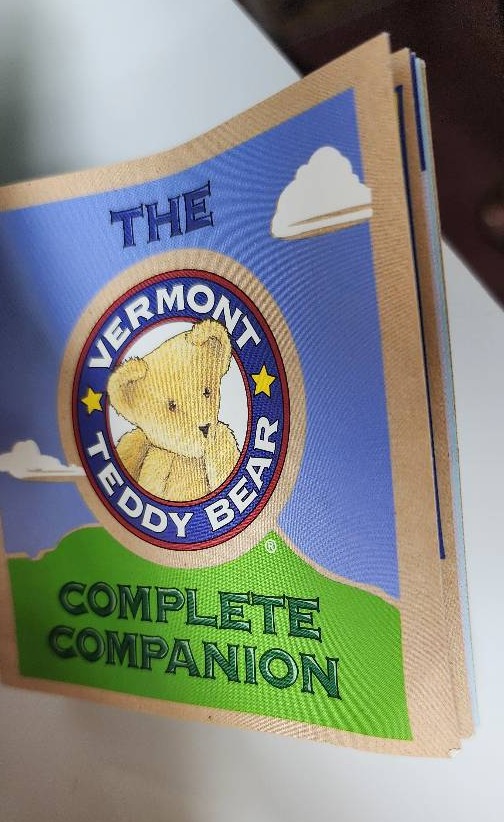 THE
VERMONT
TEDDY BEAR
®
COMPLETE
COMPANION